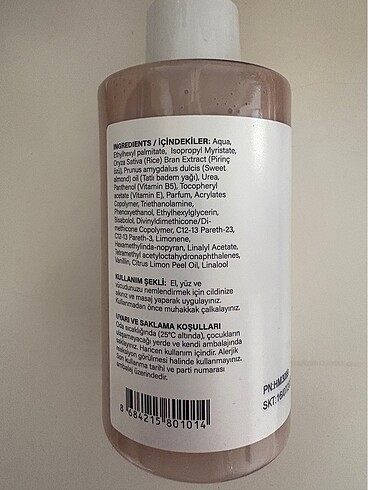 INGREDIENTS / İÇİNDEKİLER: Aqua,
Ethylhexyl palmitate, Isopropyl Myristate,
Oryza Sativa (Rice) Bran Extract (Pirinç
özü), Prunus amygdalus dulcis (Sweet
almond) oil (Tatlı badem yağı), Urea,
Panthenol (Vitamin B5), Tocopheryl
acetate (Vitamin E), Parfum, Acrylates
Copolymer, Triethanolamine,
Phenoxyethanol, Ethylhexylglycerin,
Bisabolol, Divinyldimethicone/Di-
methicone Copolymer, C12-13 Pareth-23,
C12-13 Pareth-3, Limonene,
Hexamethylinda-nopyran, Linalyl Acetate,
Tetramethyl acetyloctahydronaphthalenes,
Vanillin, Citrus Limon Peel Oil, Linalool
KULLANIM ŞEKLİ: El, yüz ve
vücudunuzu nemlendirmek için cildinize
sıkınız ve masaj yaparak uygulayınız.
Kullanmadan önce muhakkak çalkalayınız.
UYARI VE SAKLAMA KOŞULLARI
Oda sıcaklığında (25°C altında), çocukların
ulaşamayacağı yerde ve kendi ambalajında
saklayınız. Haricen kullanım içindir. Alerjik
reaksiyon görülmesi halinde kullanmayınız.
Son kullanma tarihi ve parti numarası
ambalaj üzerindedir.
8 684215 801014
PN:
SKT: